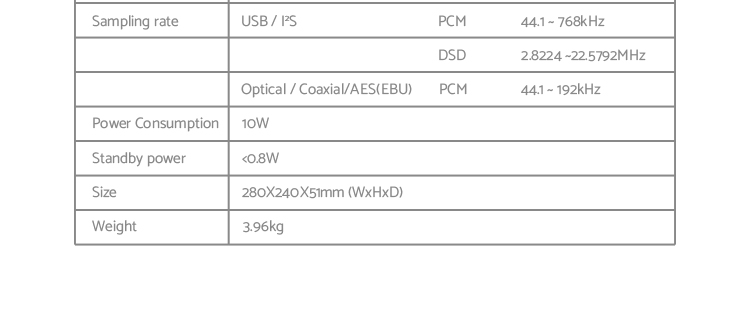 Sampling rate USB / I²S PCM 44.1 ~ 768kHz
DSD 2.8224 ~22.5792MHz
Optical / Coaxial/AES(EBU) PCM 44.1 ~ 192kHz
Power Consumption 10W
Standby power <0.8W
Size 280X240X51mm (WxHxD)
Weight 3.96kg